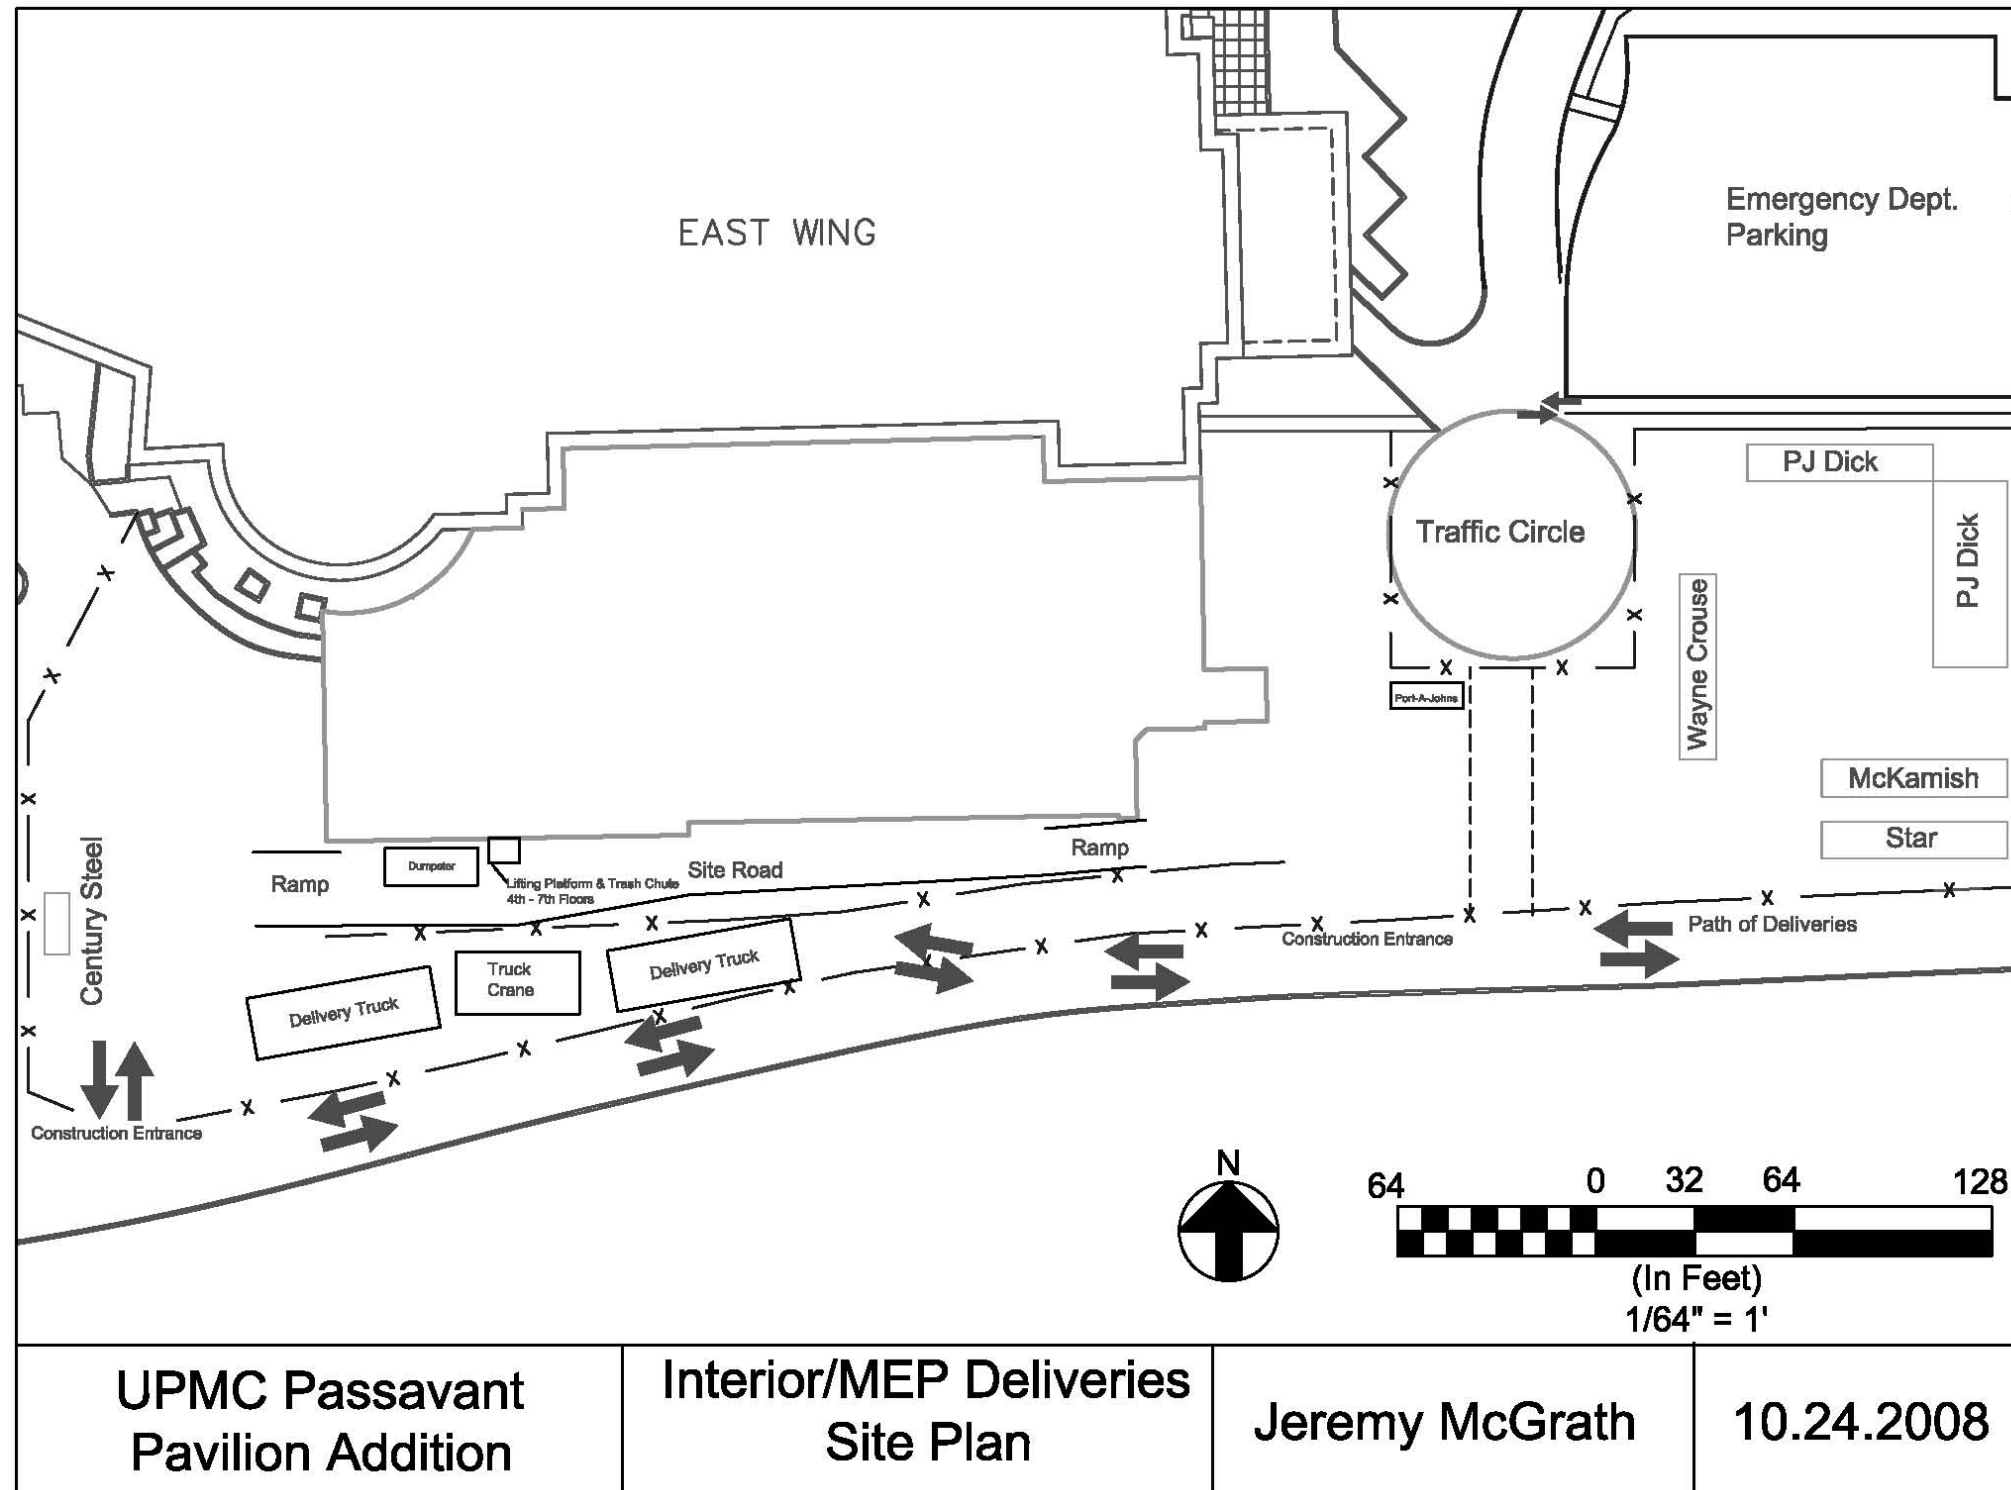 EAST WING
Emergency Dept.
Parking
PJ Dick
PJ Dick
Traffic Circle
Wayne Crouse
Port-A-Johns
McKamish
Star
Century Steel
Ramp
Dumpster
Lifting Platform & Trash Chute
4th - 7th Floors
Site Road
Ramp
Path of Deliveries
Construction Entrance
Delivery Truck
Truck
Crane
Delivery Truck
Construction Entrance
N
64 0 32 64 128
(In Feet)
1/64" = 1'
UPMC Passavant
Pavilion Addition
Interior/MEP Deliveries
Site Plan
Jeremy McGrath
10.24.2008